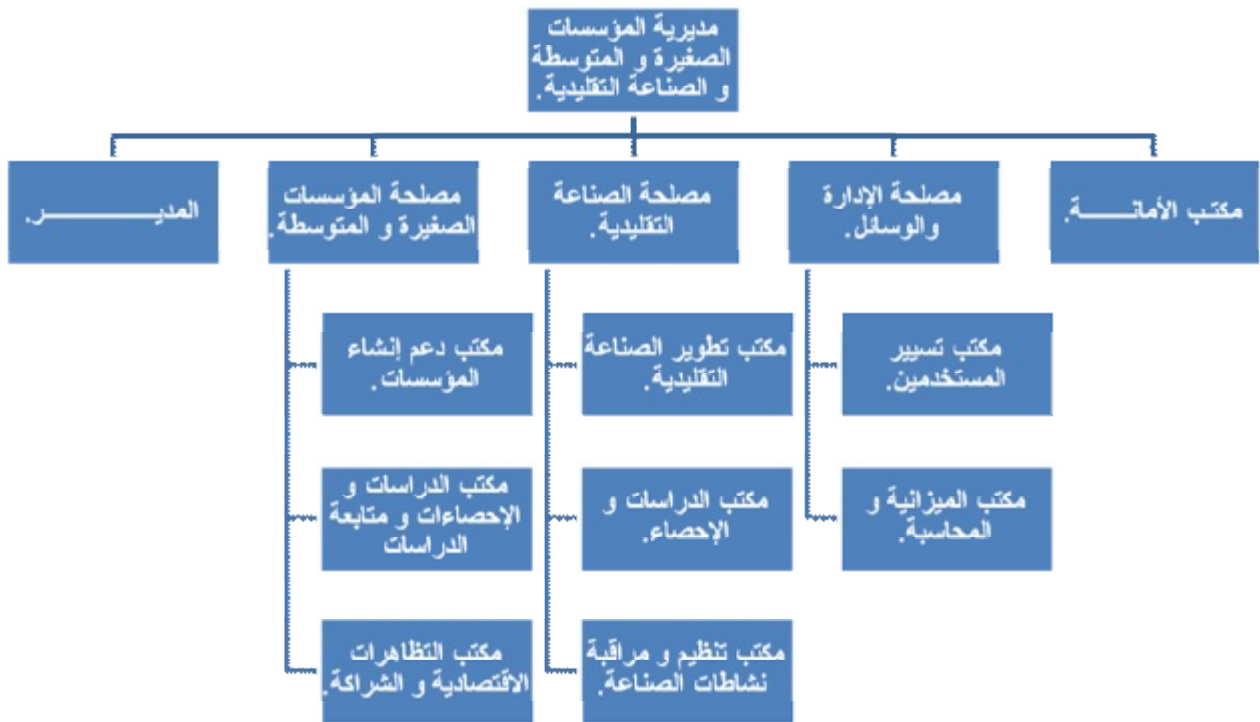 مديرية المؤسسات
الصغيرة و المتوسطة
و الصناعة التقليدية.
مكتب الأمانــــــة.
مصلحة الإدارة
والوسائل.
مصلحة الصناعة
التقليدية.
مصلحة المؤسسات
الصغيرة و المتوسطة.
المديـــــــــــــر.
مكتب تسيير
المستخدمين.
مكتب تطوير الصناعة
التقليدية.
مكتب دعم إنشاء
المؤسسات.
مكتب الميزانية و
المحاسبة.
مكتب الدراسات و
الإحصاء.
مكتب الدراسات و
الإحصاءات و متابعة
الدراسات
مكتب تنظيم و مراقبة
نشاطات الصناعة.
مكتب التظاهرات
الاقتصادية و الشراكة.